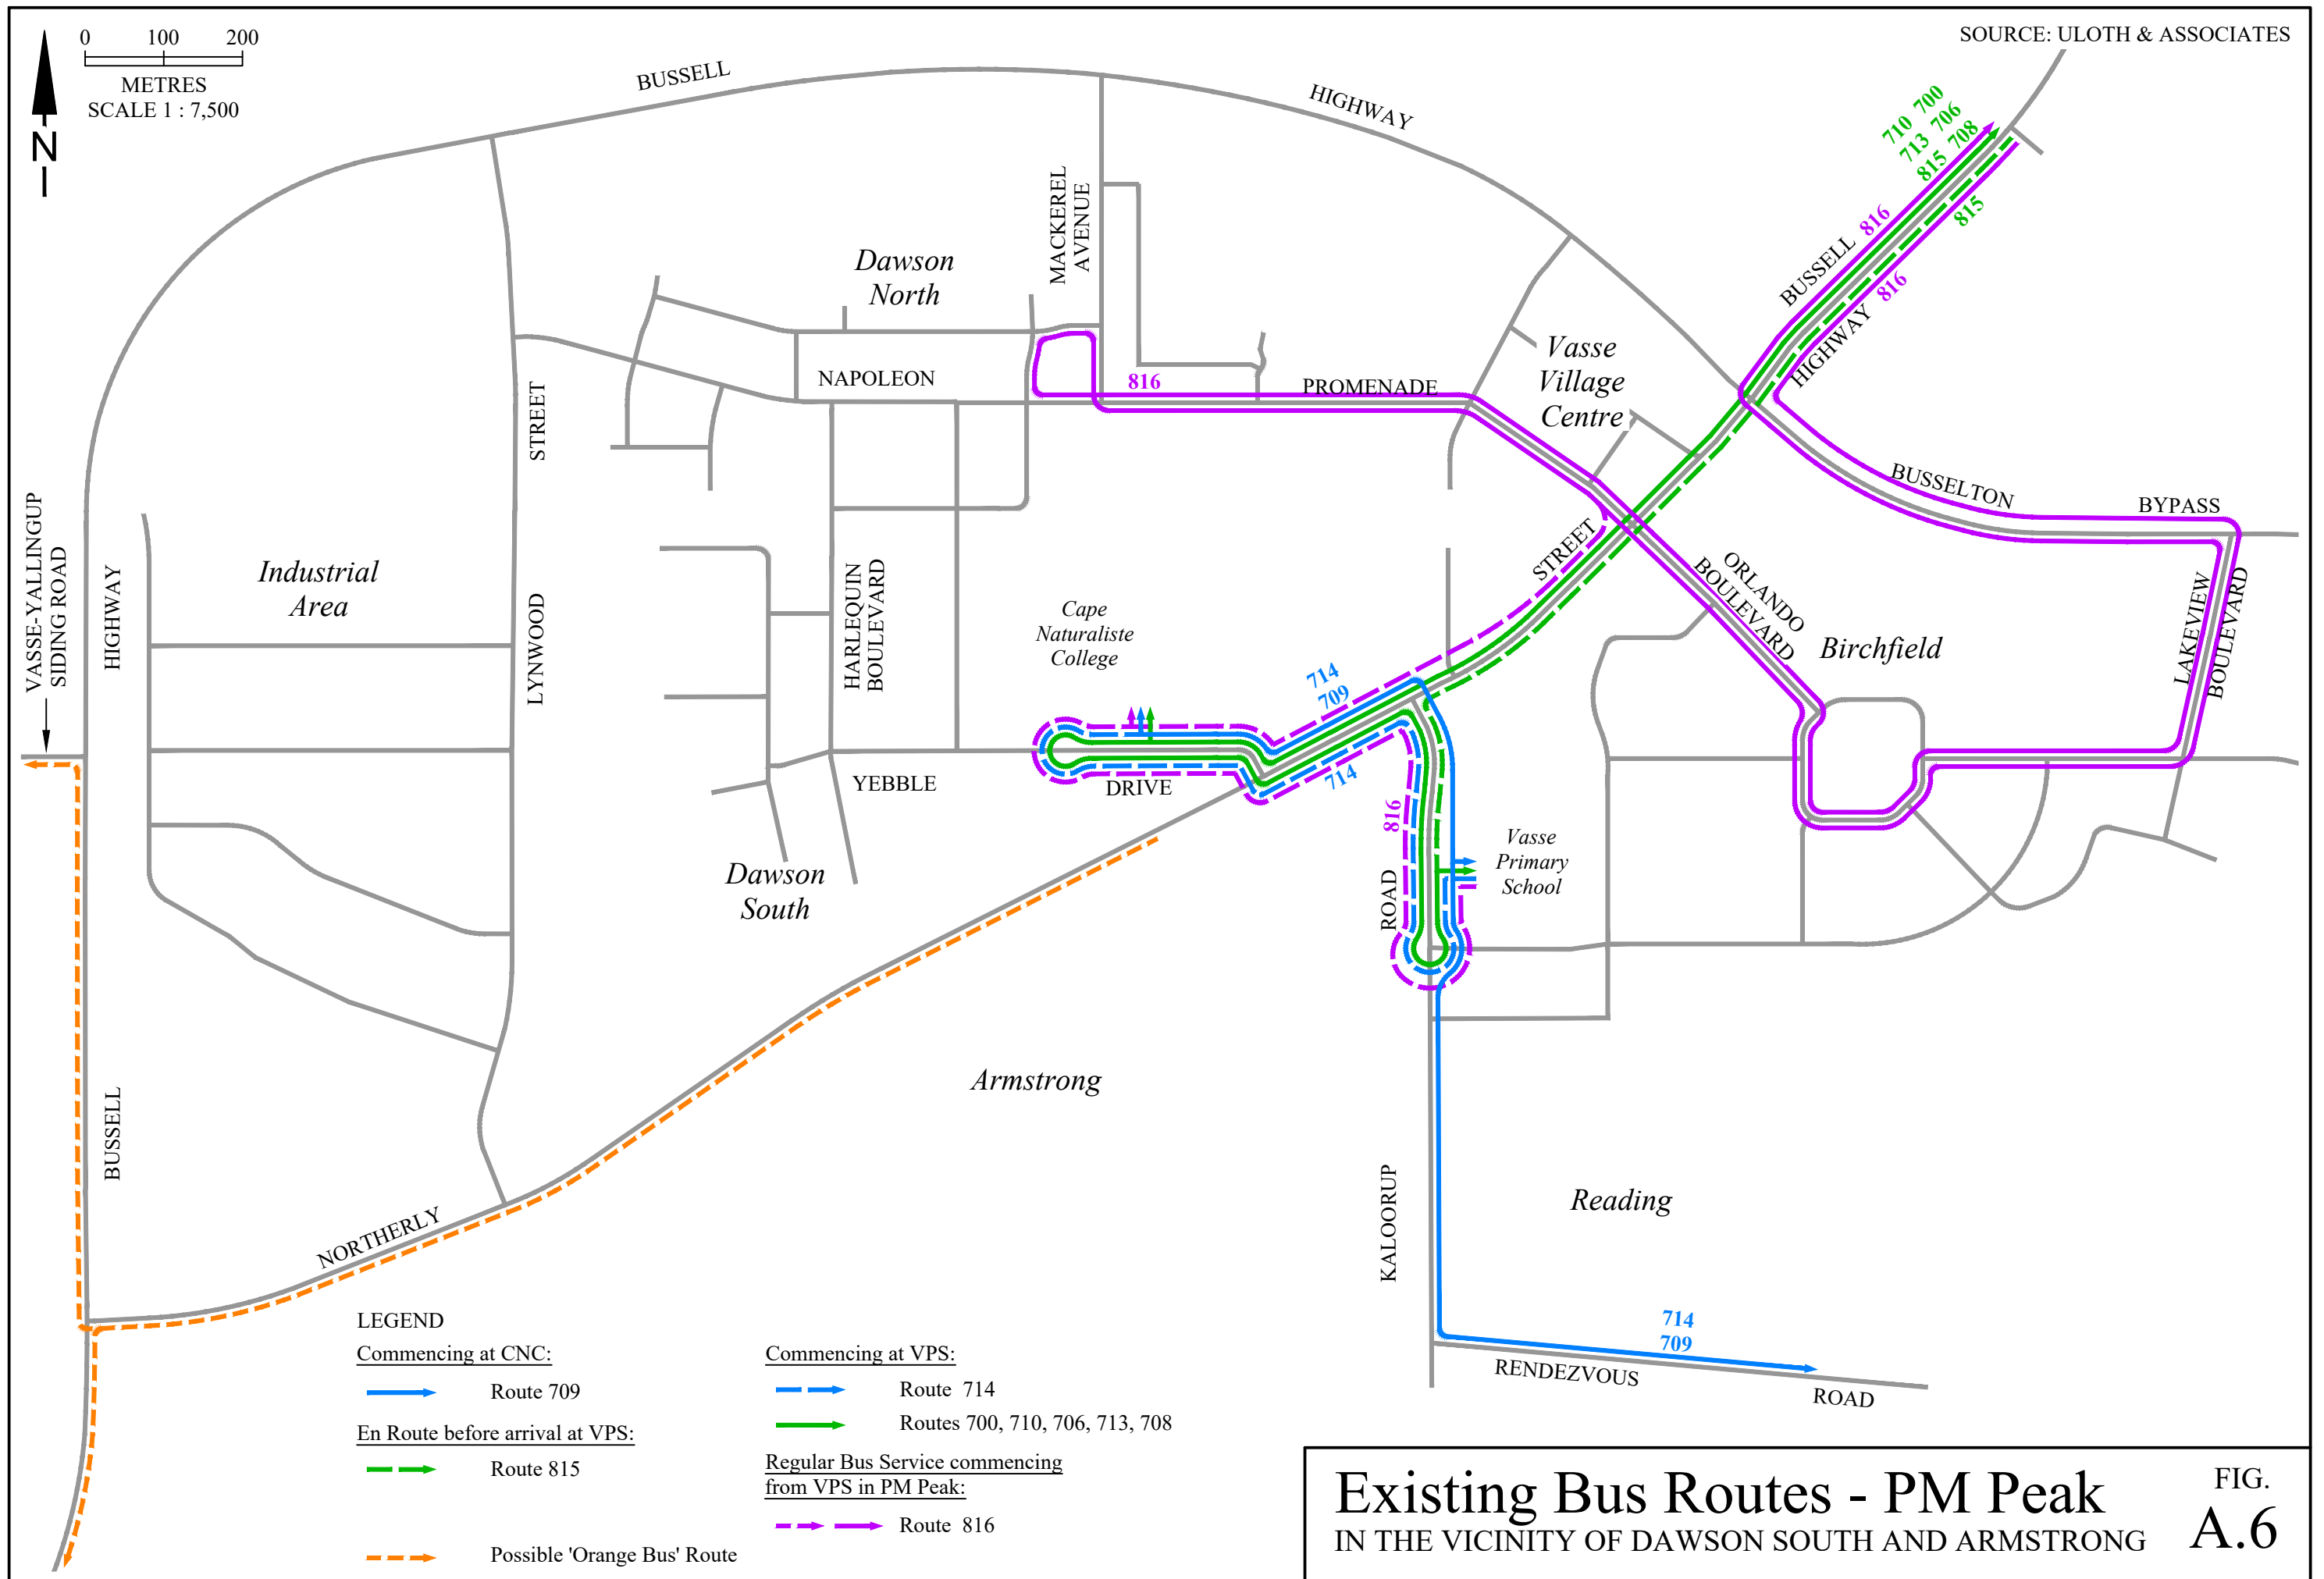 SOURCE: ULOTH & ASSOCIATES
0 100 200
METRES
SCALE 1 : 7,500
N
BUSSELL
HIGHWAY
710 700
713 706
815 708
816
815
816
BUSSELL
HIGHWAY
MACKEREL
AVENUE
Dawson
North
NAPOLEON
816
PROMENADE
Vasse
Village
Centre
STREET
BUSSELTON
BYPASS
VASSE-YALLINGUP
SIDING ROAD
HIGHWAY
Industrial
Area
LYNWOOD
HARLEQUIN
BOULEVARD
Cape
Naturaliste
College
STREET
ORLANDO
BOULEVARD
Birchfield
LAKEVIEW
BOULEVARD
714
709
YEBBLE
DRIVE
714
816
Vasse
Primary
School
Dawson
South
ROAD
Armstrong
BUSSELL
KALOORUP
Reading
NORTHERLY
714
709
RENDEZVOUS
ROAD
LEGEND
Commencing at CNC:
Route 709
En Route before arrival at VPS:
Route 815
Possible 'Orange Bus' Route
Commencing at VPS:
Route 714
Routes 700, 710, 706, 713, 708
Regular Bus Service commencing
from VPS in PM Peak:
Route 816
Existing Bus Routes - PM Peak
IN THE VICINITY OF DAWSON SOUTH AND ARMSTRONG
FIG.
A.6